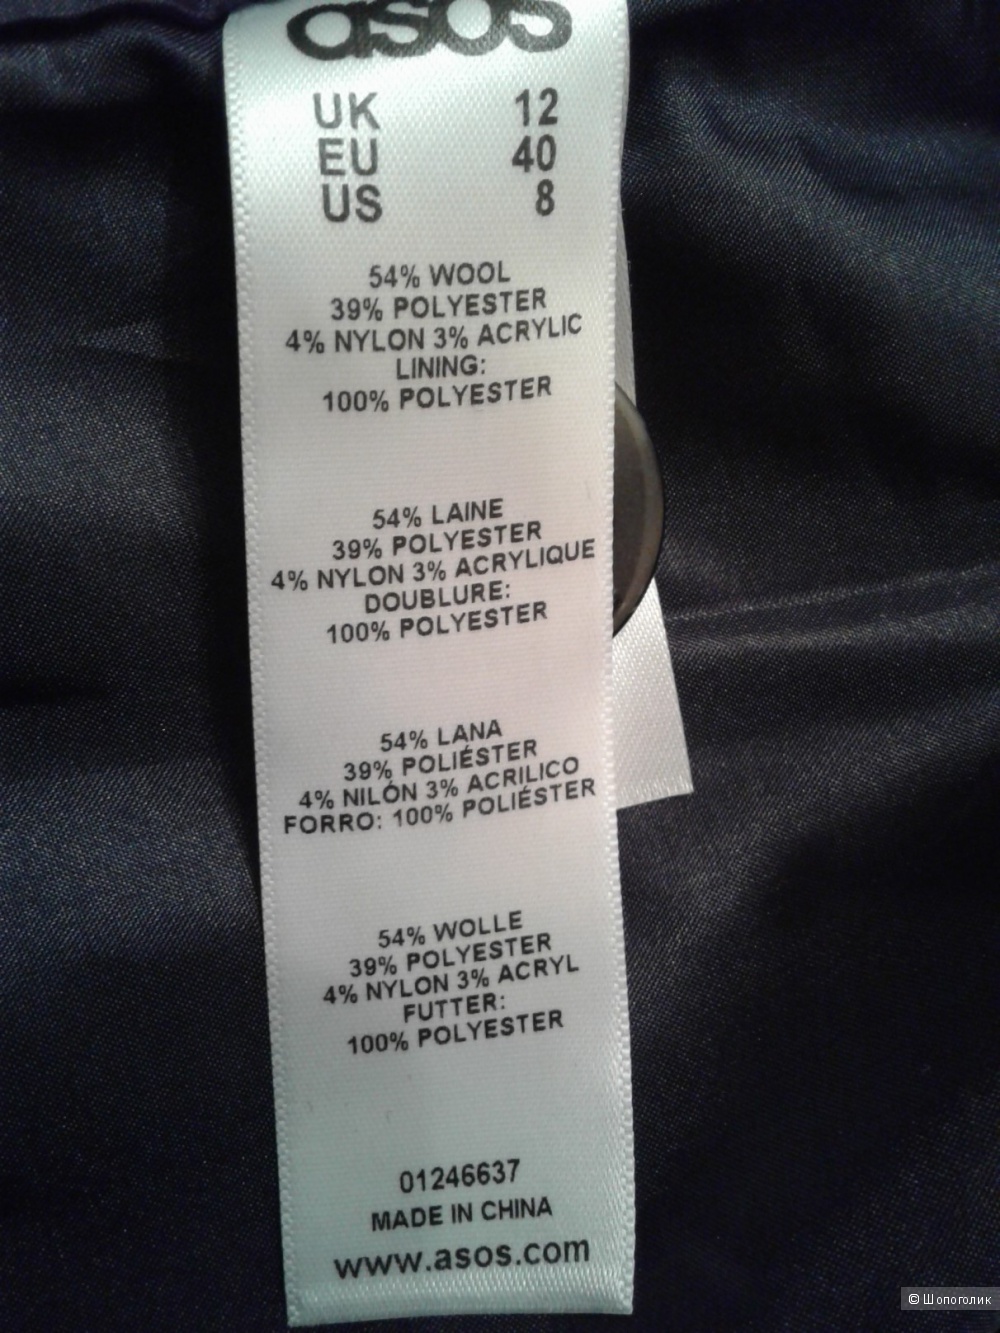 asos
UK 12
EU 40
US 8
54% WOOL
39% POLYESTER
4% NYLON 3% ACRYLIC
LINING:
100% POLYESTER
54% LAINE
39% POLYESTER
4% NYLON 3% ACRYLIQUE
DOUBLURE:
100% POLYESTER
54% LANA
39% POLIÉSTER
4% NILÓN 3% ACRILICO
FORRO: 100% POLIÉSTER
54% WOLLE
39% POLYESTER
4% NYLON 3% ACRYL
FUTTER:
100% POLYESTER
01246637
MADE IN CHINA
www.asos.com
© Шопоголик